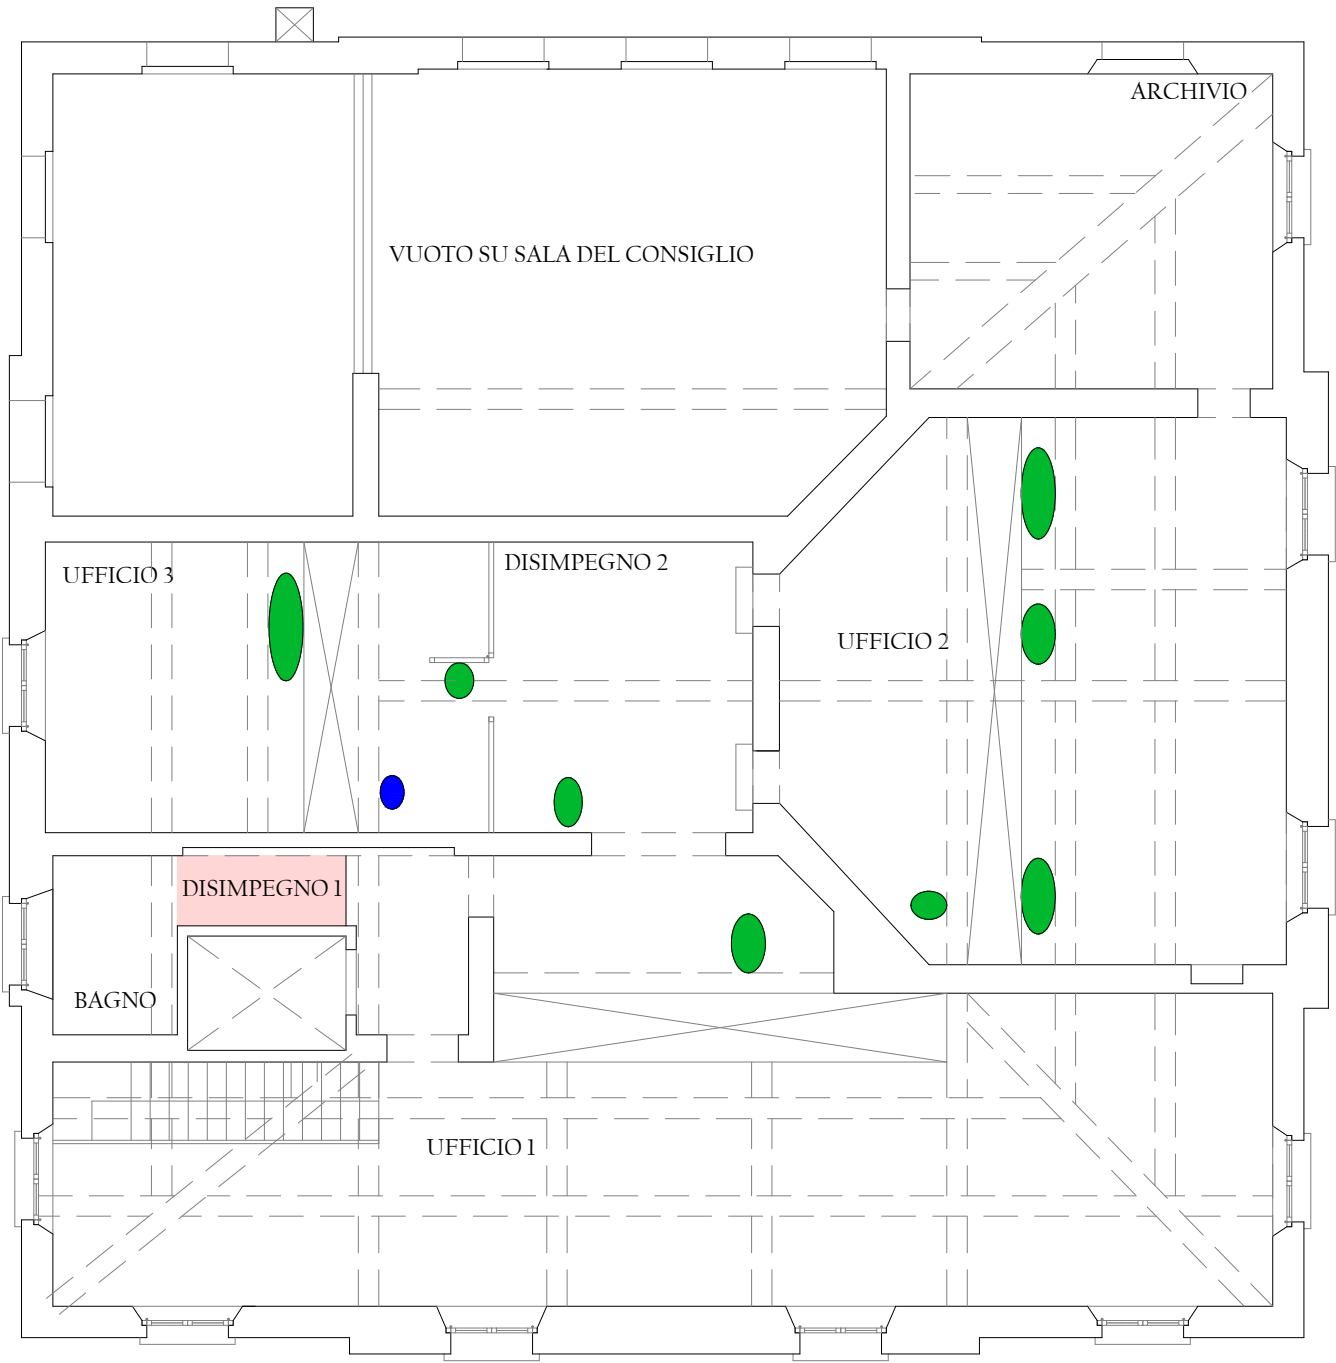 ARCHIVIO
VUOTO SU SALA DEL CONSIGLIO
DISIMPEGNO 2
UFFICIO 3
UFFICIO 2
DISIMPEGNO 1
BAGNO
UFFICIO 1